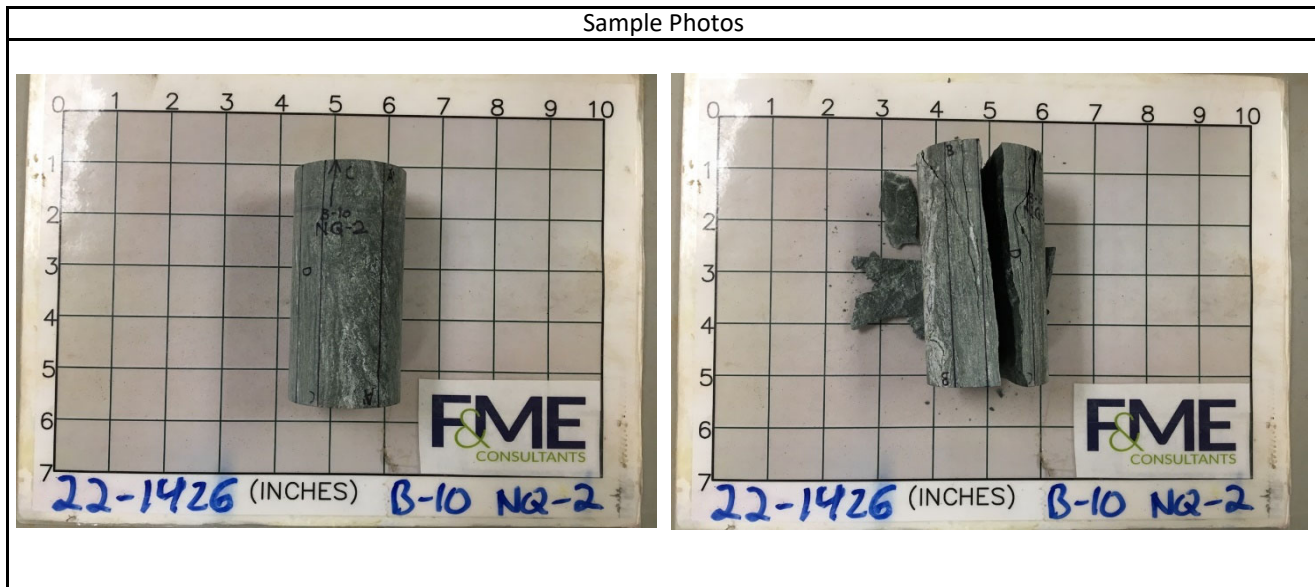 Sample Photos
0 1 2 3 4 5 6 7 8 9 10
1
2
3
4
5
6
7
C
B-10
NQ-2
D
C
A
F&ME
CONSULTANTS
22-1426 (INCHES) B-10 NQ-2
0 1 2 3 4 5 6 7 8 9 10
1
2
3
4
5
6
7
B
D
B
F&ME
CONSULTANTS
22-1426 (INCHES) B-10 NQ-2